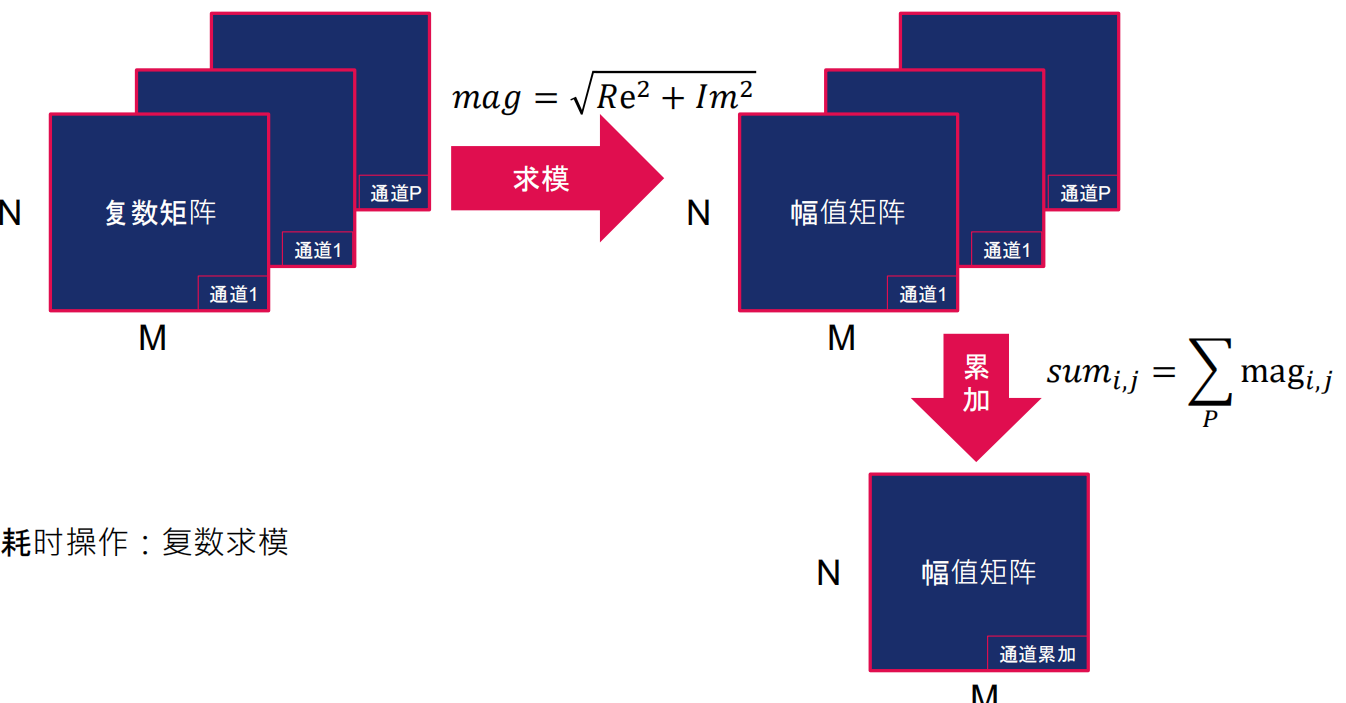 mag = √(Re² + Im²)
求模
N
复数矩阵
通道P
通道1
通道1
M
N
幅值矩阵
通道P
通道1
通道1
M
累加
sum_{i,j} = ∑_P mag_{i,j}
耗时操作：复数求模
N
幅值矩阵
通道累加
M